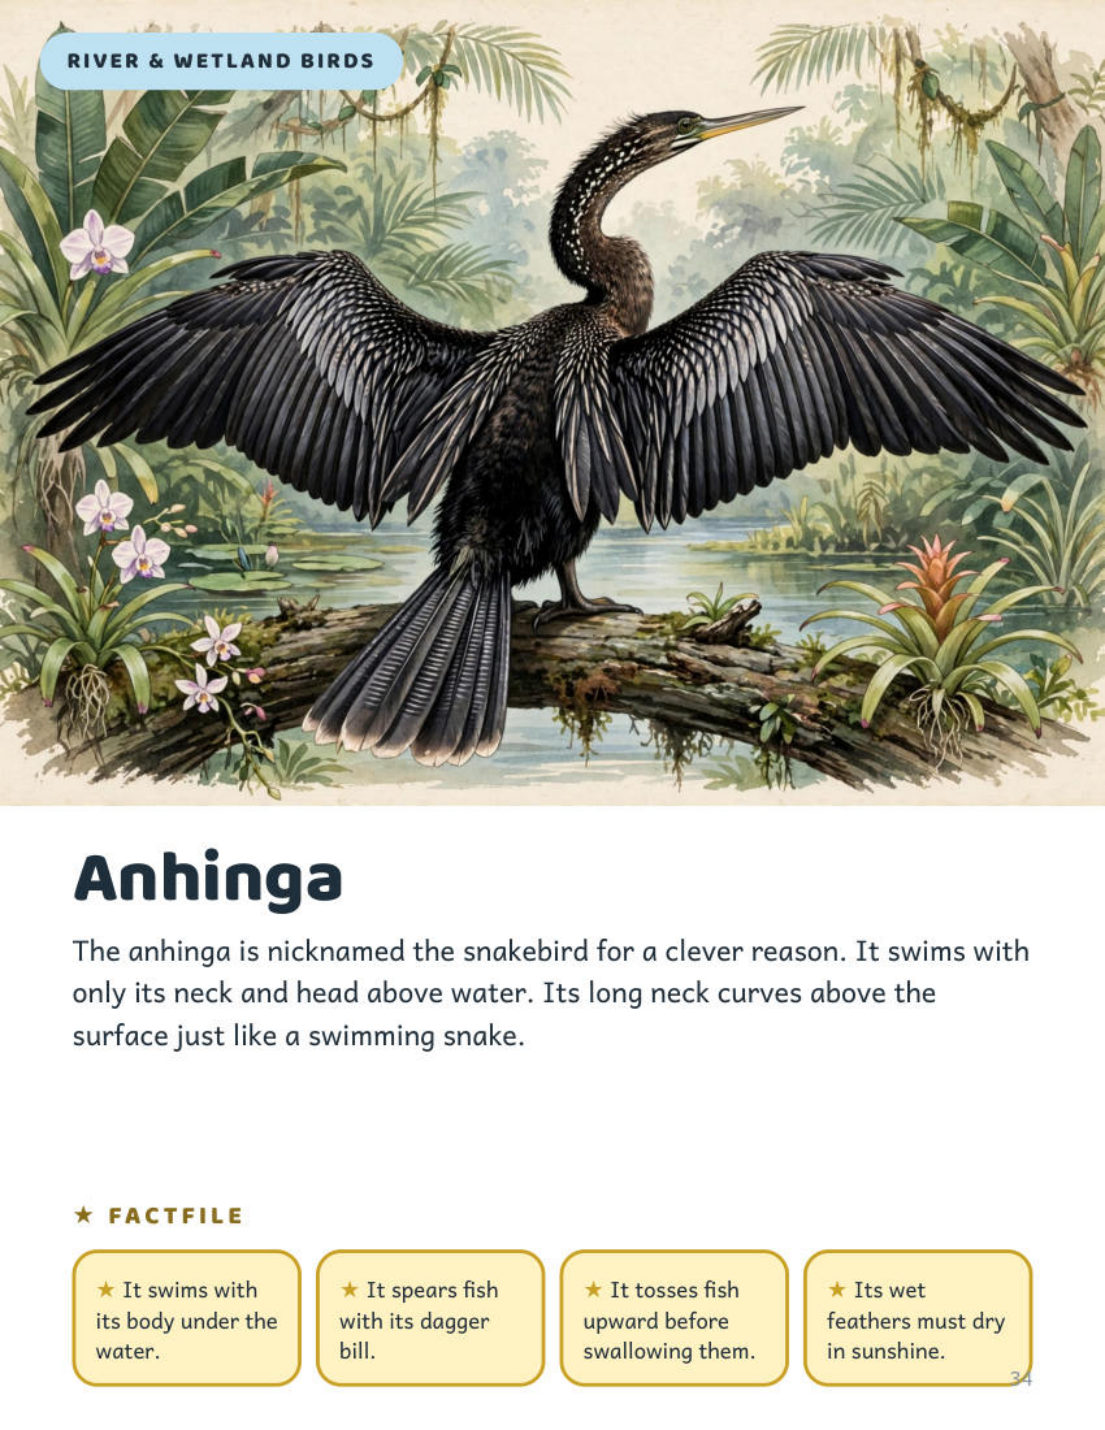 RIVER & WETLAND BIRDS
Anhinga
The anhinga is nicknamed the snakebird for a clever reason. It swims with
only its neck and head above water. Its long neck curves above the
surface just like a swimming snake.
★ FACTFILE
★ It swims with
its body under the
water.
★ It spears fish
with its dagger
bill.
★ It tosses fish
upward before
swallowing them.
★ Its wet
feathers must dry
in sunshine.
34